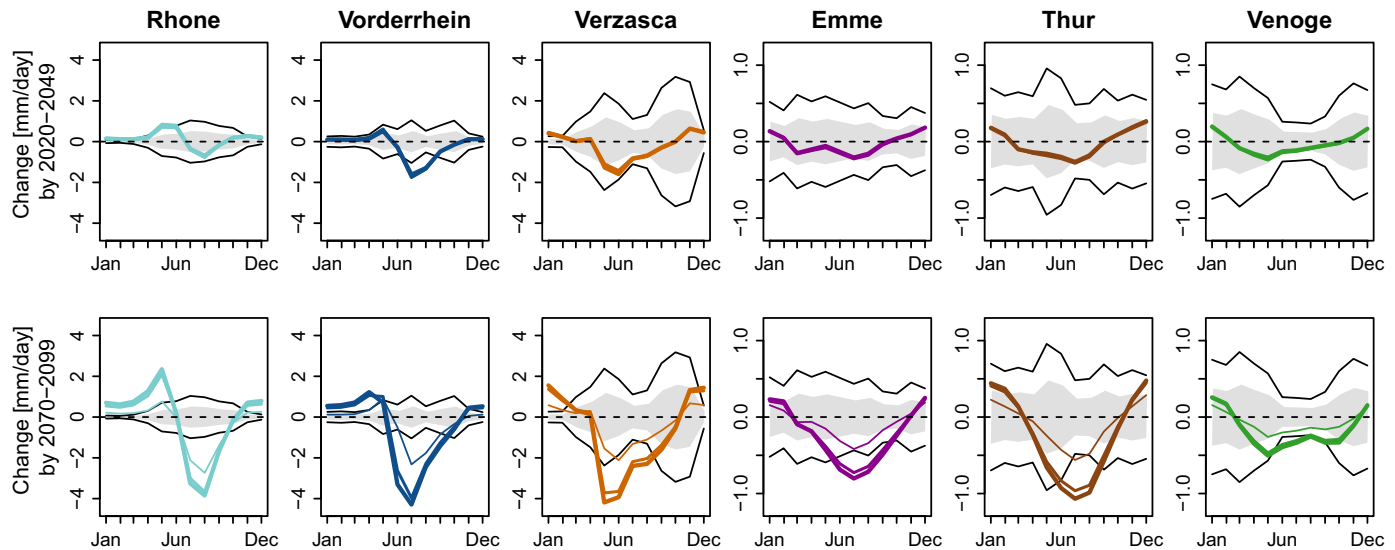 Rhone Vorderrhein Verzasca Emme Thur Venoge
Change [mm/day]
by 2020−2049
4 4 4 1.0 1.0 1.0
2 2 2
0 0 0 0.0 0.0 0.0
−2 −2 −2
−4 −4 −4 −1.0 −1.0 −1.0
Jan Jun Dec Jan Jun Dec Jan Jun Dec Jan Jun Dec Jan Jun Dec Jan Jun Dec
Change [mm/day]
by 2070−2099
4 4 4 1.0 1.0 1.0
2 2 2
0 0 0 0.0 0.0 0.0
−2 −2 −2
−4 −4 −4 −1.0 −1.0 −1.0
Jan Jun Dec Jan Jun Dec Jan Jun Dec Jan Jun Dec Jan Jun Dec Jan Jun Dec